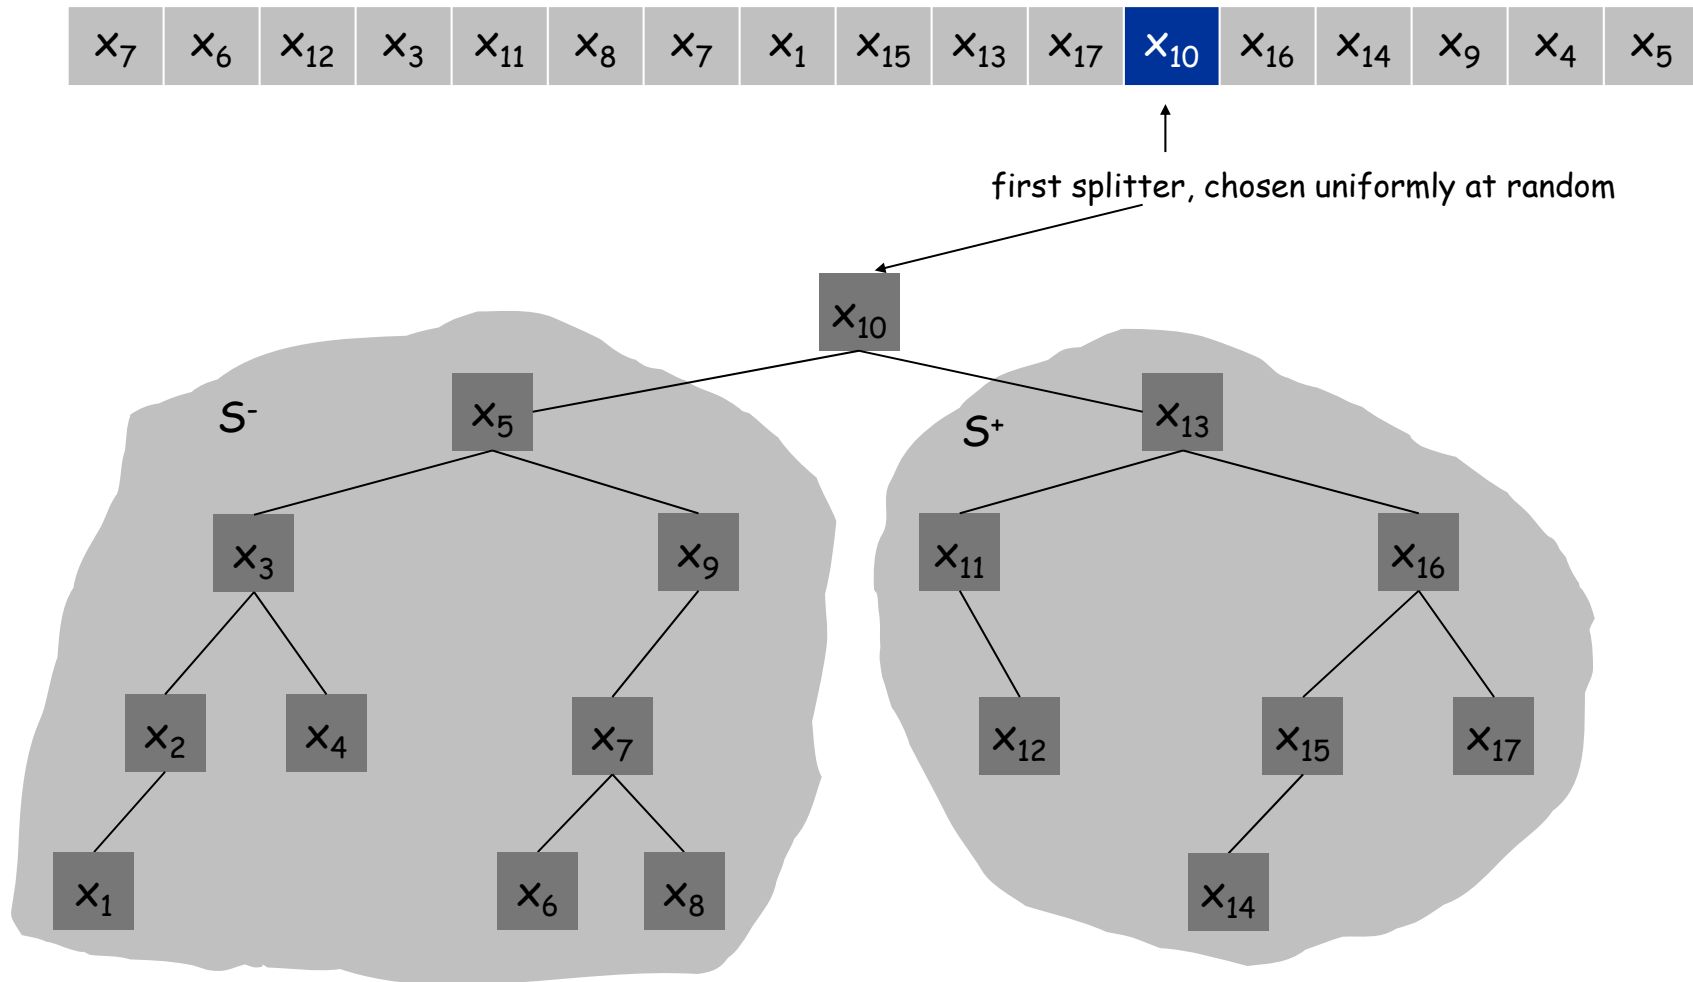 x₇ x₆ x₁₂ x₃ x₁₁ x₈ x₇ x₁ x₁₅ x₁₃ x₁₇ x₁₀ x₁₆ x₁₄ x₉ x₄ x₅
first splitter, chosen uniformly at random
x₁₀
S⁻ x₅ S⁺ x₁₃
x₃ x₉ x₁₁ x₁₆
x₂ x₄ x₇ x₁₂ x₁₅ x₁₇
x₁ x₆ x₈ x₁₄